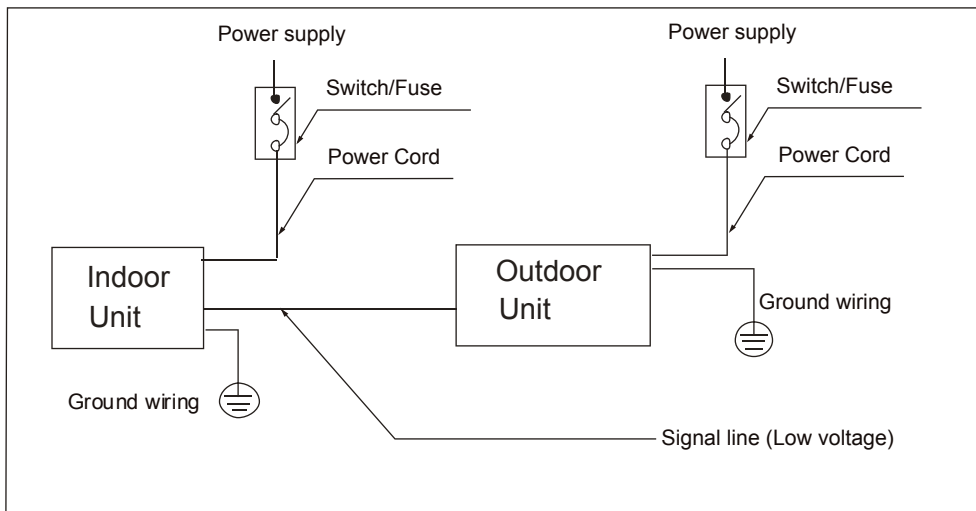 Power supply
Power supply
Switch/Fuse
Switch/Fuse
Power Cord
Power Cord
Indoor
Unit
Outdoor
Unit
Ground wiring
Ground wiring
Signal line (Low voltage)